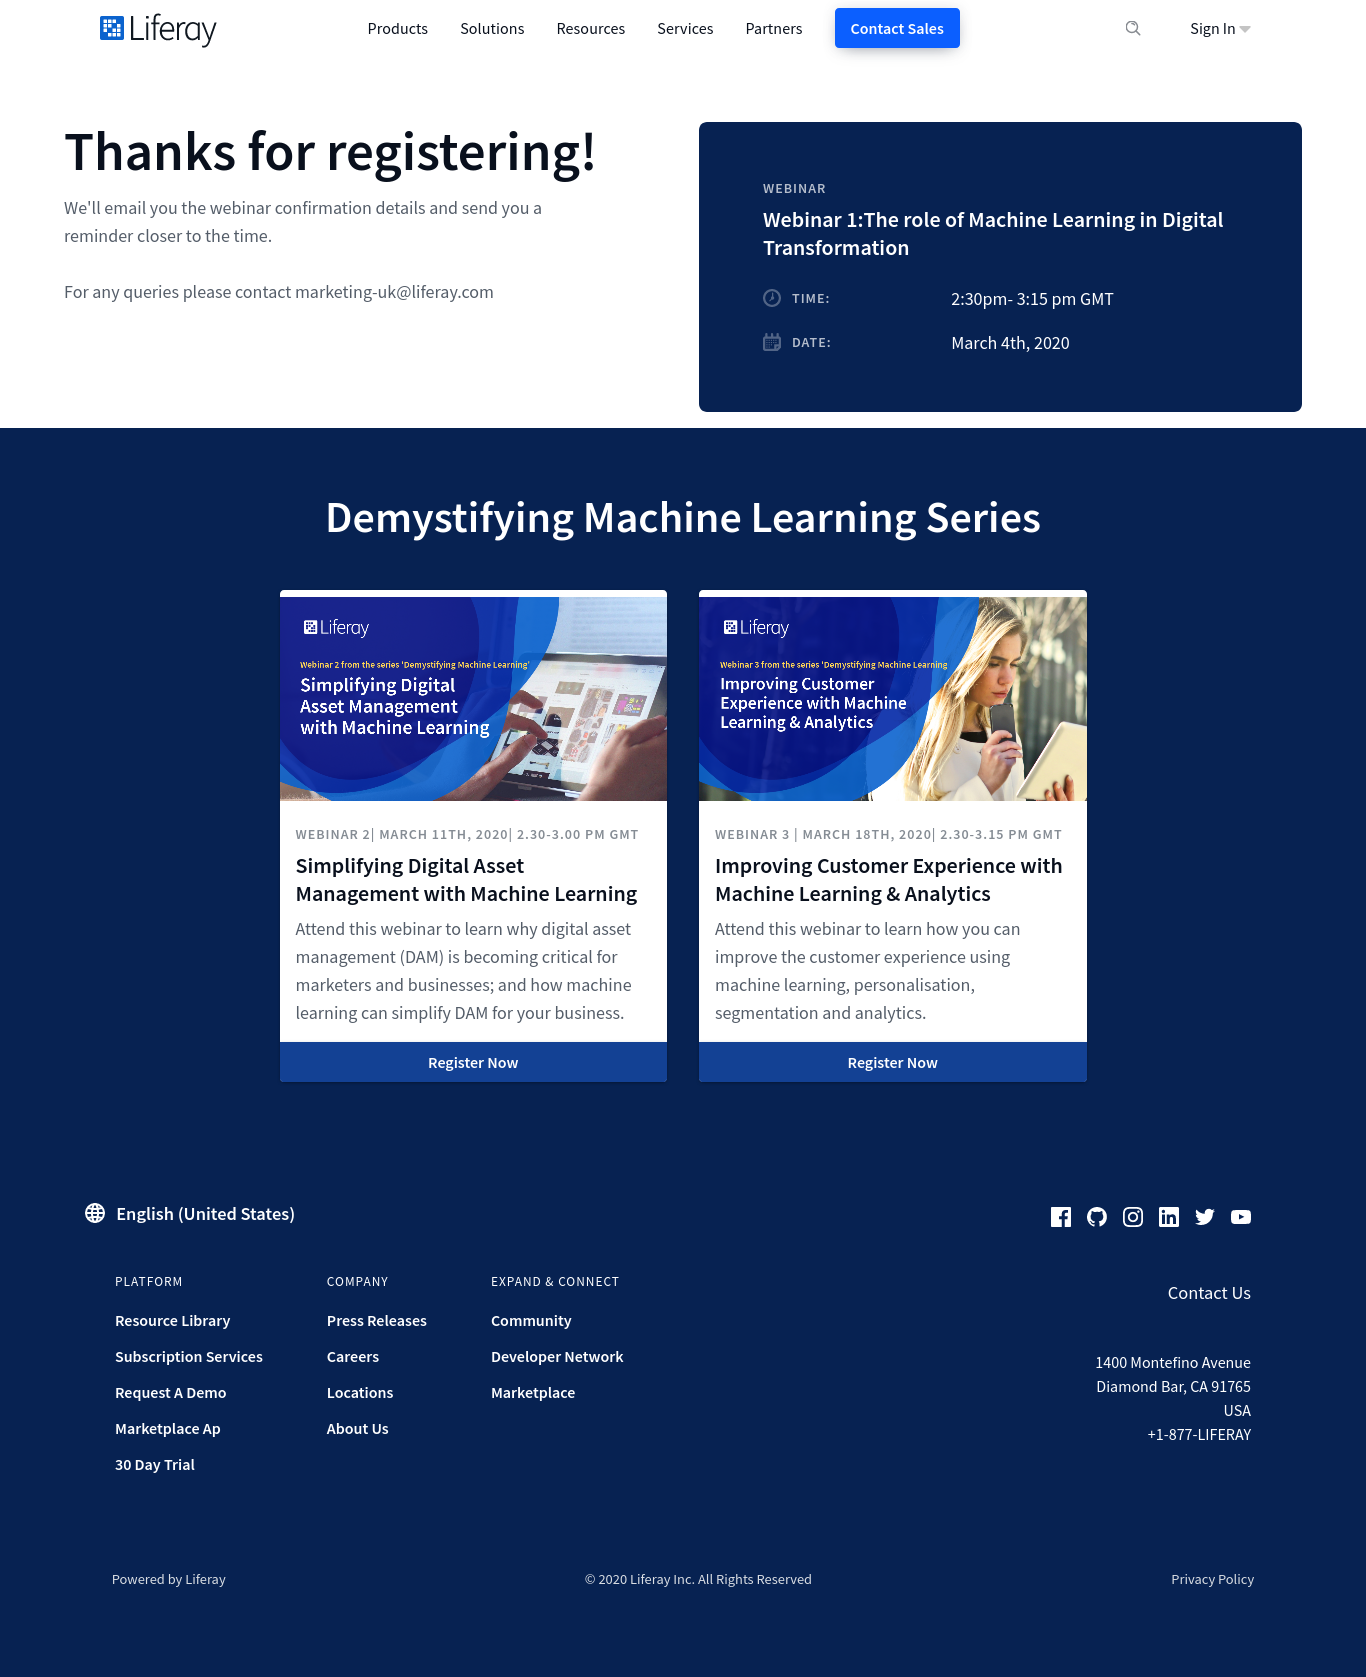 Liferay
Products
Solutions
Resources
Services
Partners
Contact Sales
Sign In
Thanks for registering!
We'll email you the webinar confirmation details and send you a
reminder closer to the time.
For any queries please contact marketing-uk@liferay.com
WEBINAR
Webinar 1:The role of Machine Learning in Digital
Transformation
TIME:
2:30pm- 3:15 pm GMT
DATE:
March 4th, 2020
Demystifying Machine Learning Series
Liferay
Webinar 2 from the series 'Demystifying Machine Learning'
Simplifying Digital
Asset Management
with Machine Learning
WEBINAR 2| MARCH 11TH, 2020| 2.30-3.00 PM GMT
Simplifying Digital Asset
Management with Machine Learning
Attend this webinar to learn why digital asset
management (DAM) is becoming critical for
marketers and businesses; and how machine
learning can simplify DAM for your business.
Register Now
Liferay
Webinar 3 from the series 'Demystifying Machine Learning
Improving Customer
Experience with Machine
Learning & Analytics
WEBINAR 3 | MARCH 18TH, 2020| 2.30-3.15 PM GMT
Improving Customer Experience with
Machine Learning & Analytics
Attend this webinar to learn how you can
improve the customer experience using
machine learning, personalisation,
segmentation and analytics.
Register Now
English (United States)
PLATFORM
Resource Library
Subscription Services
Request A Demo
Marketplace Ap
30 Day Trial
COMPANY
Press Releases
Careers
Locations
About Us
EXPAND & CONNECT
Community
Developer Network
Marketplace
Contact Us
1400 Montefino Avenue
Diamond Bar, CA 91765
USA
+1-877-LIFERAY
Powered by Liferay
© 2020 Liferay Inc. All Rights Reserved
Privacy Policy